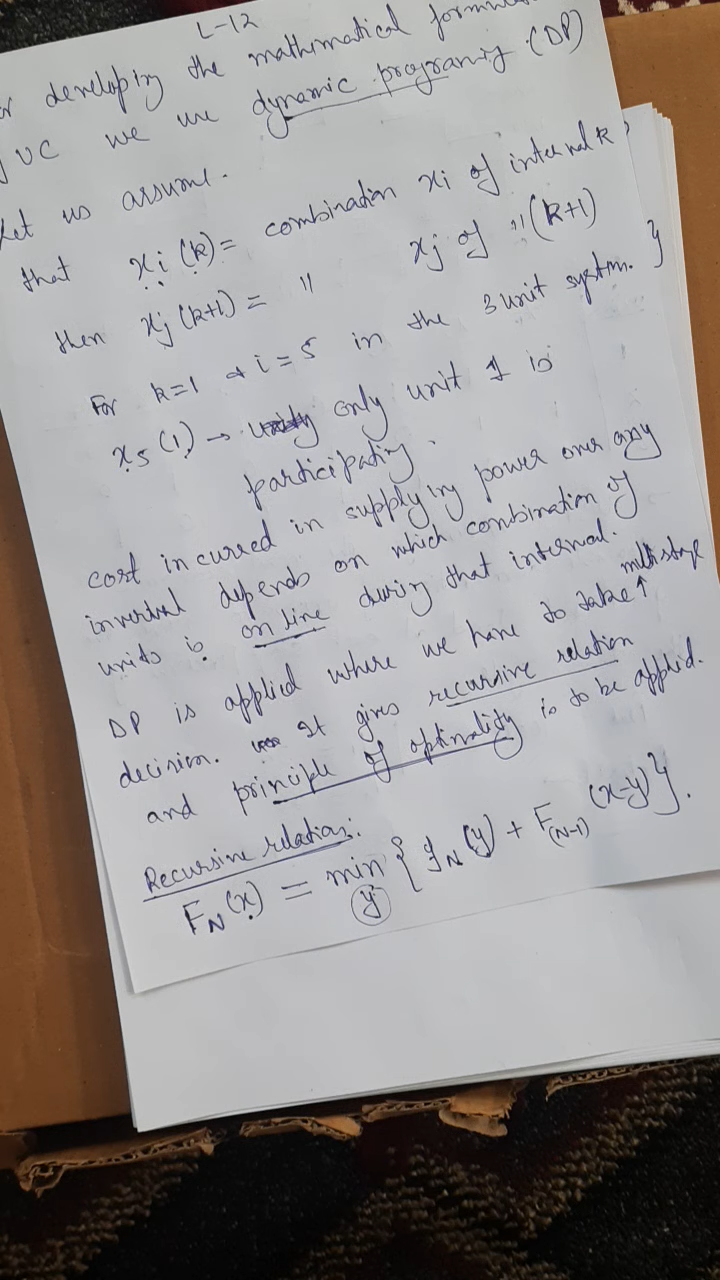 L-12
developing the mathematical
UC we use dynamic programing (DP)
Let us assume.
that xi (k) = combination xi of interval k
then xj (k+1) = " xj of " (k+1) }
For k=1 & i=5 in the 3 unit system.
x5 (1) → only unit 1 is
participating.
cost incurred in supplying power over any
interval depends on which combination of
units is on line during that interval.
DP is applied where we have to take ↑ multistage
decision. It gives recursive relation
and principle of optimality is to be applied.
Recursive relation:
FN(x) = min y { gN(y) + F(N-1) (x-y) }.